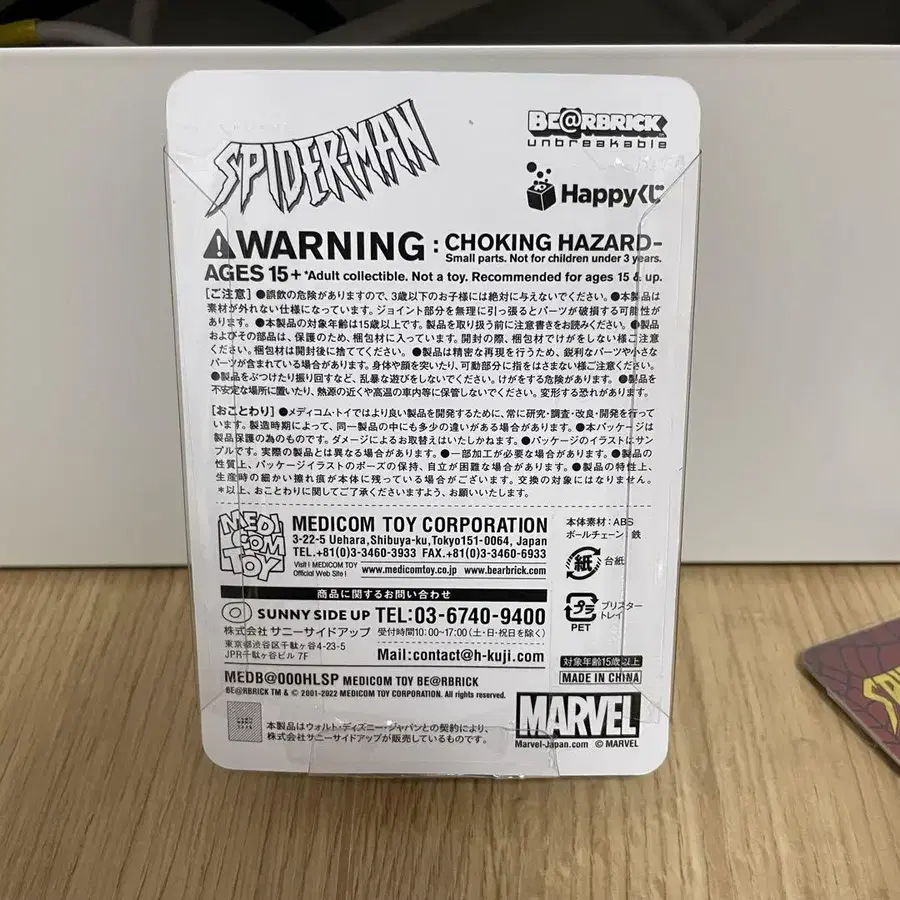 SPIDER-MAN
BE@RBRICK
unbreakable
Happyくじ
WARNING : CHOKING HAZARD-
Small parts. Not for children under 3 years.
AGES 15+ *Adult collectible. Not a toy. Recommended for ages 15 & up.
[ご注意] ●誤飲の危険がありますので、3歳以下のお子様には絶対に与えないでください。●本製品は
素材が外れない仕様になっています。ジョイント部分を無理に引っ張るとパーツが破損する可能性が
あります。●本製品の対象年齢は15歳以上です。製品を取り扱う前に注意書きをお読みください。●製品
およびその部品は、保護のため、梱包材に入っています。開封の際、梱包材でけがをしない様ご注意
ください。梱包材は開封後に捨ててください。●製品は精密な再現を行うため、鋭利なパーツや小さな
パーツが含まれている場合があります。身体や顔を突いたり、可動部分に指をはさまない様ご注意ください。
●製品をぶつけたり振り回すなど、乱暴な遊びをしないでください。けがをする危険があります。●製品を
不安定な場所に置いたり、熱源の近くや高温の車内等に保管しないでください。変形する恐れがあります。
[おことわり] ●メディコム・トイではより良い製品を開発するために、常に研究・調査・改良・開発を行って
います。製造時期によって、同一製品の中にも多少の違いがある場合があります。●本パッケージは
製品保護の為のものです。ダメージによるお取替えはいたしかねます。●パッケージのイラストはサン
プルです。実際の製品とは異なる場合があります。●一部加工が必要な場合があります。●製品の
性質上、パッケージイラストのポーズの保持、自立が困難な場合があります。●製品の特性上、
生産時の細かい擦れ痕が本体に残っている場合がございます。交換の対象にはなりません。
*以上、おことわりに関してご了承くださいますよう、お願いいたします。
MEDI
COM
TOY
MEDICOM TOY CORPORATION
3-22-5 Uehara,Shibuya-ku,Tokyo151-0064, Japan
TEL.+81(0)3-3460-3933 FAX.+81(0)3-3460-6933
Visit ! MEDICOM TOY
Official Web Site !
www.medicomtoy.co.jp www.bearbrick.com
本体素材:ABS
ボールチェーン:鉄
紙
台紙
商品に関するお問い合わせ
SUNNY SIDE UP TEL:03-6740-9400
株式会社 サニーサイドアップ 受付時間10:00~17:00(土・日・祝日を除く)
東京都渋谷区千駄ヶ谷4-23-5
JPR千駄ヶ谷ビル 7F
Mail:contact@h-kuji.com
プラ
PET
ブリスター
トレイ
MEDB@000HLSP MEDICOM TOY BE@RBRICK
BE@RBRICK TM & © 2001-2022 MEDICOM TOY CORPORATION. All rights reserved.
対象年齢15歳以上
MADE IN CHINA
本製品はウォルト・ディズニー・ジャパンとの契約により、
株式会社サニーサイドアップが販売しているものです。
MARVEL
Marvel-Japan.com © MARVEL